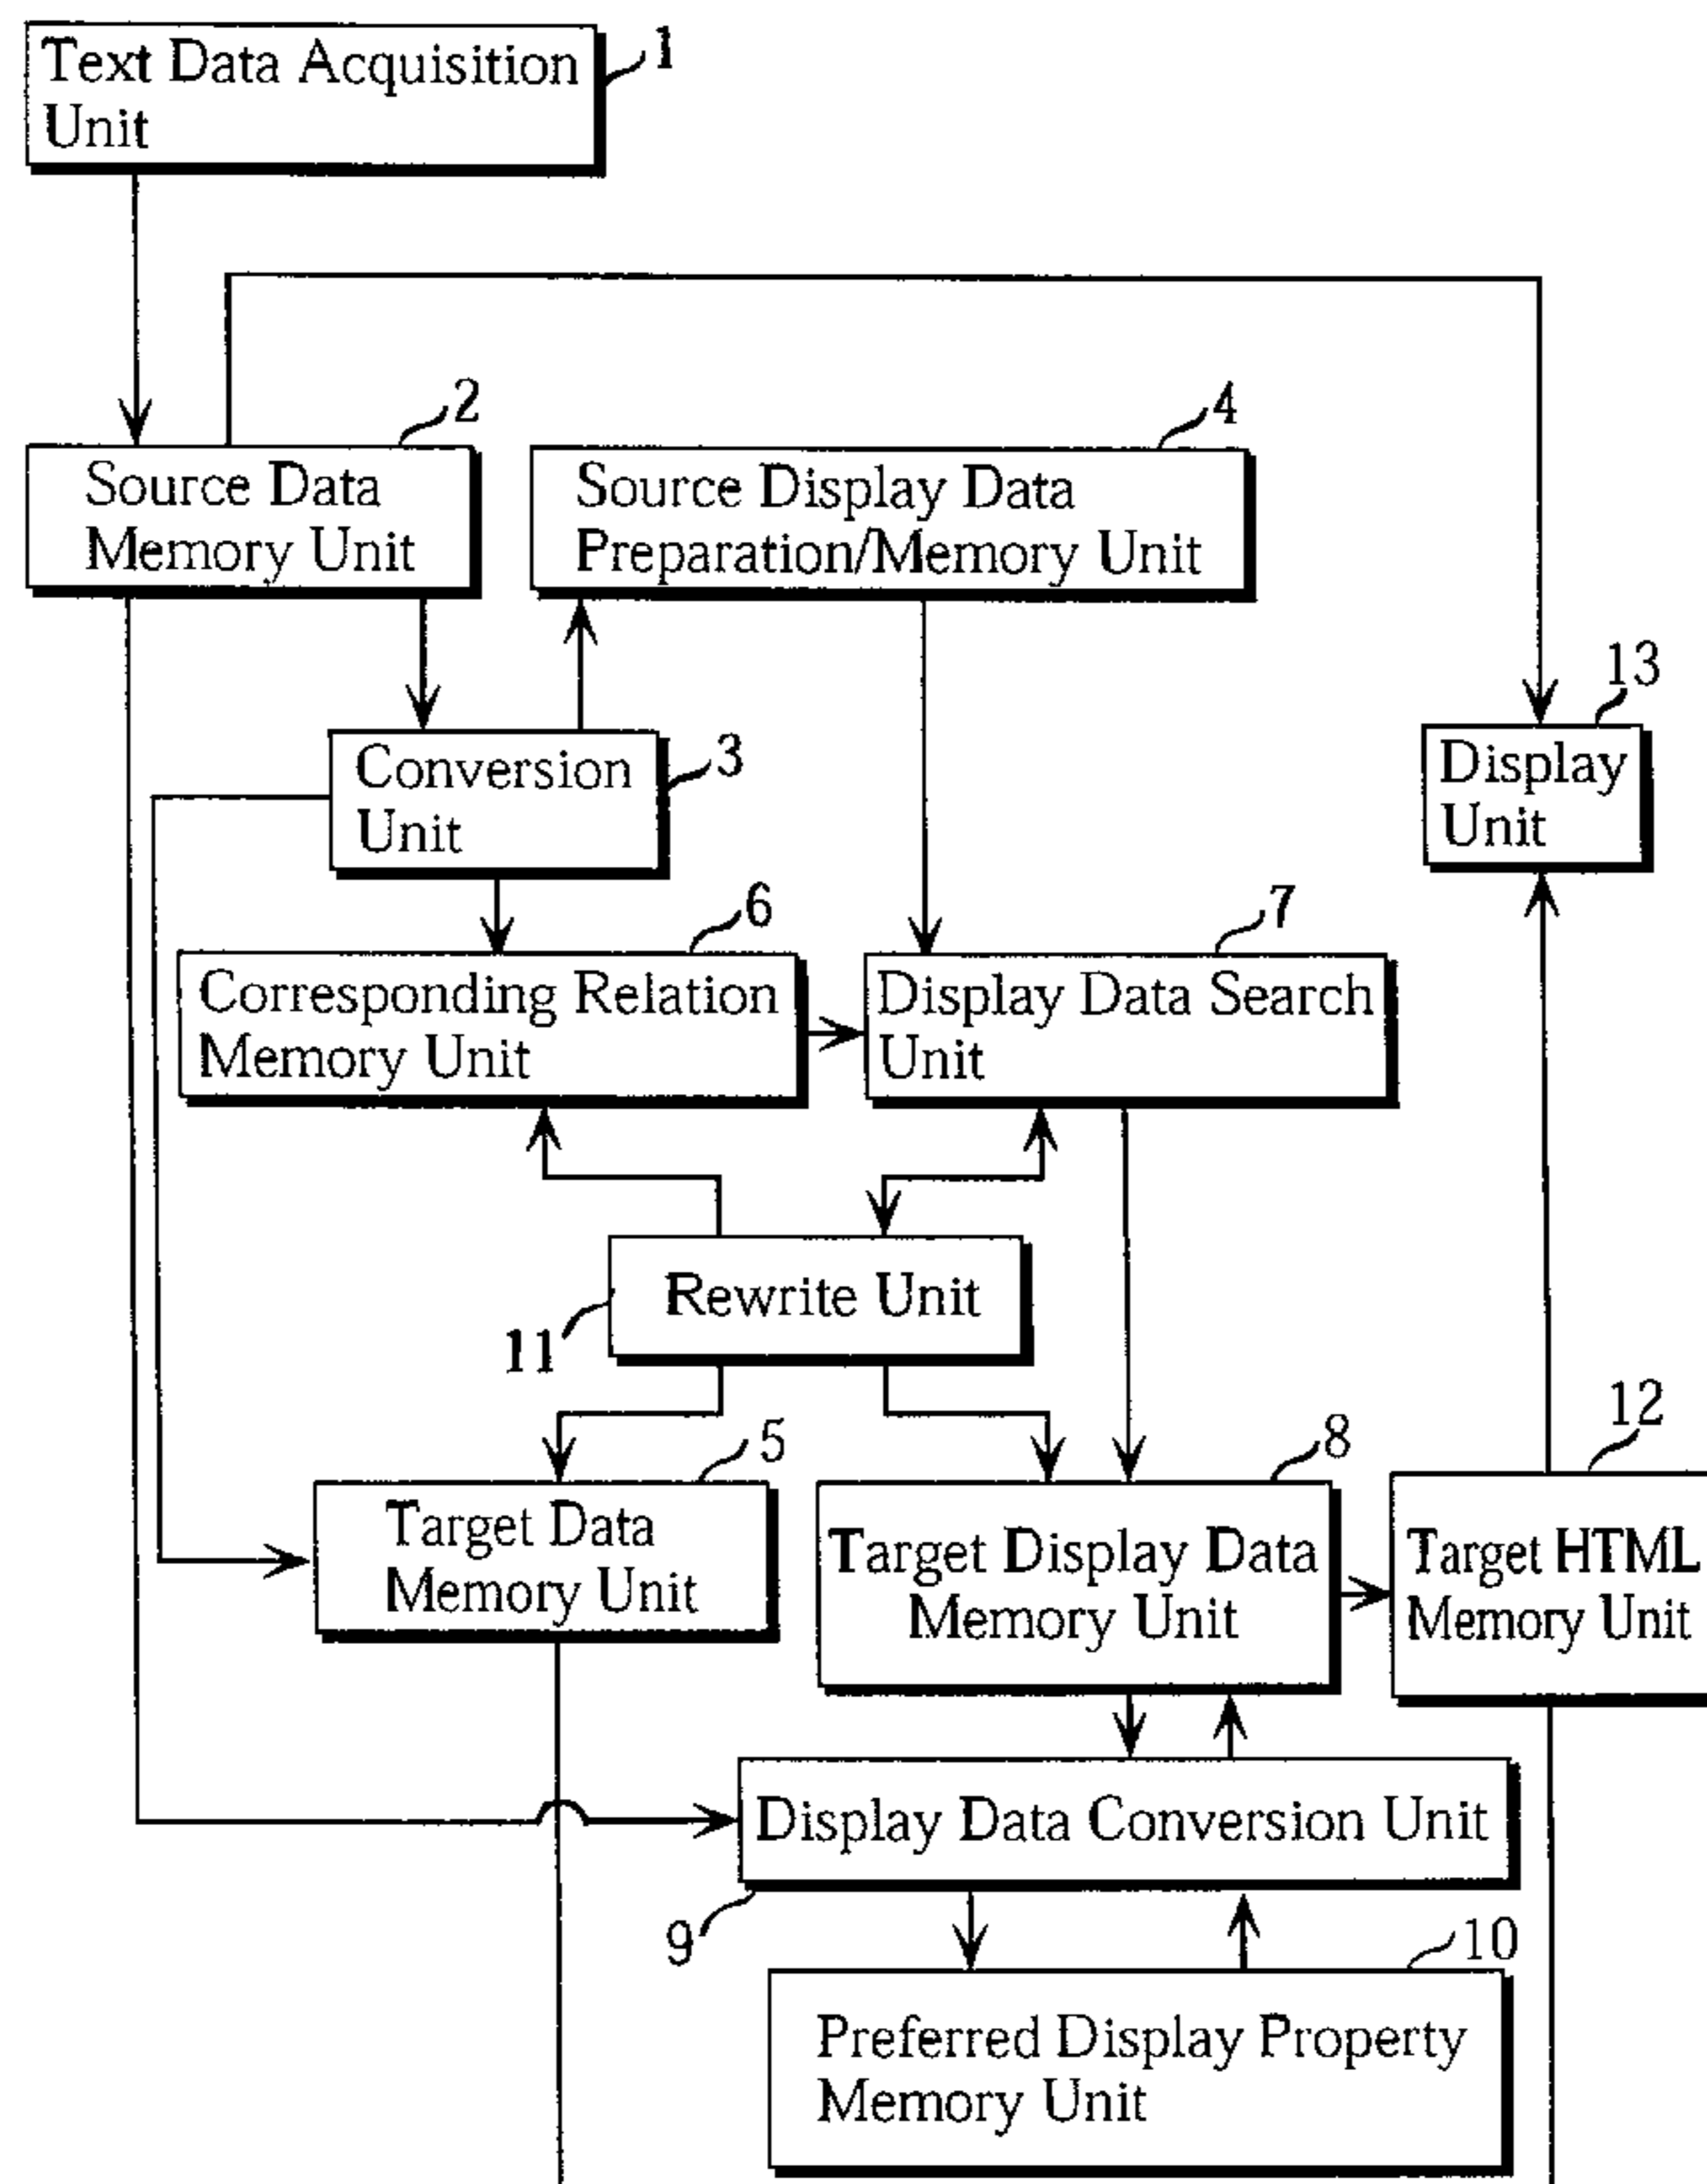 Text Data Acquisition
Unit
1
2
4
Source Data
Memory Unit
Source Display Data
Preparation/Memory Unit
13
Display
Unit
Conversion
Unit
3
6
7
Corresponding Relation
Memory Unit
Display Data Search
Unit
Rewrite Unit
11
12
5
8
Target Data
Memory Unit
Target Display Data
Memory Unit
Target HTML
Memory Unit
Display Data Conversion Unit
9
10
Preferred Display Property
Memory Unit